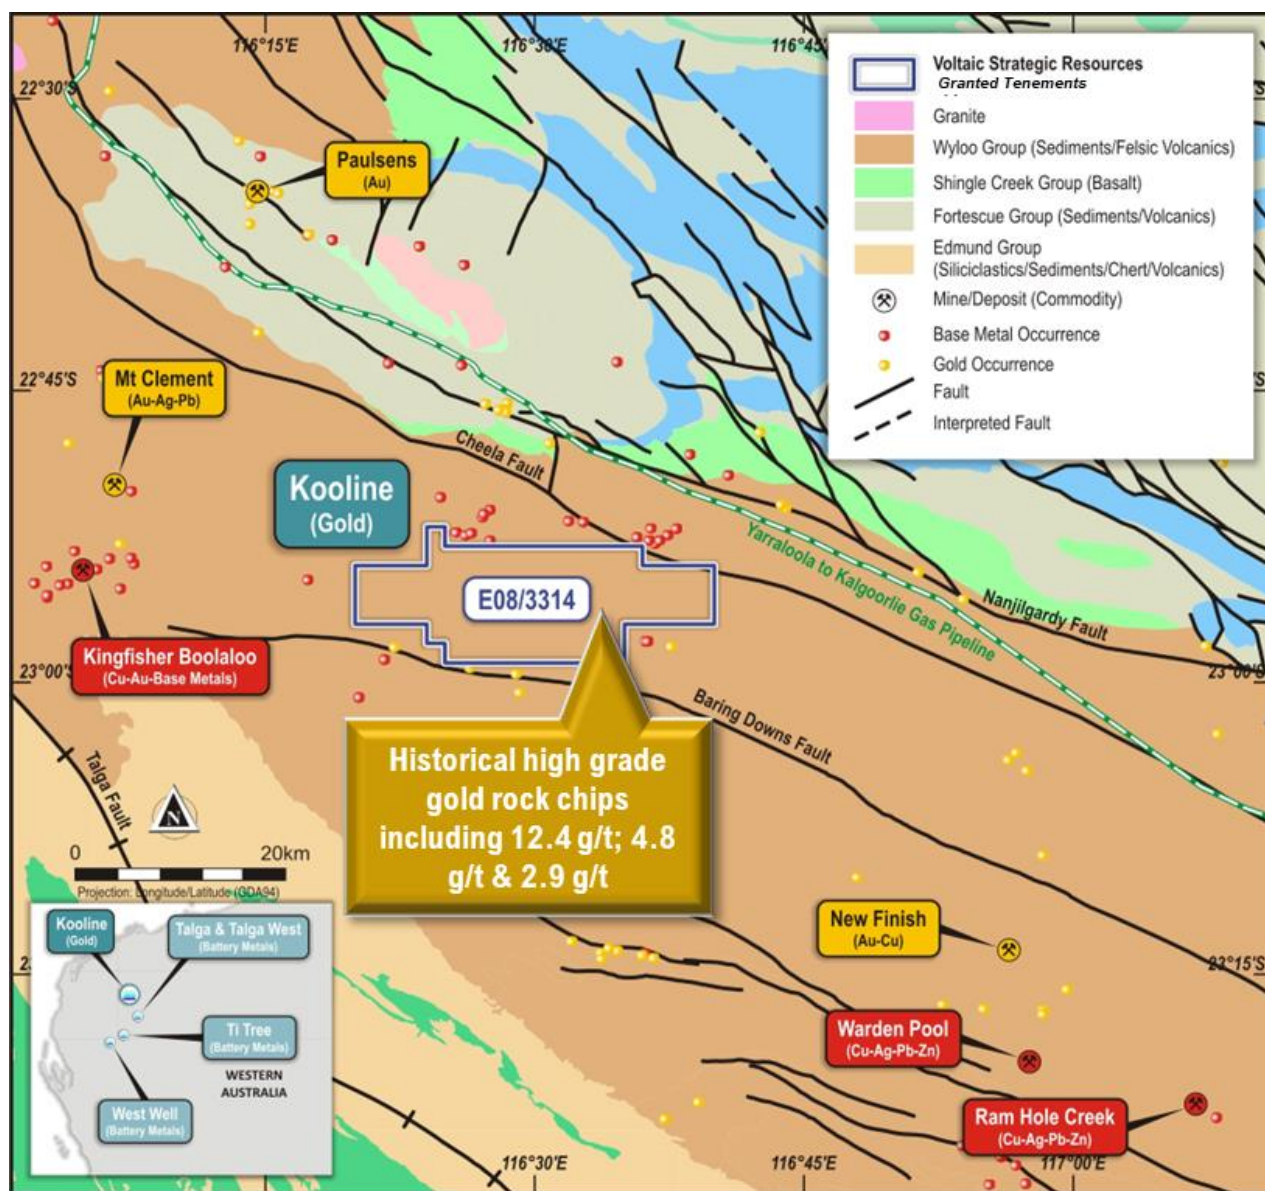 116°15'E
116°30'E
116°45'
22°30'S
Voltaic Strategic Resources
Granted Tenements
Granite
Wyloo Group (Sediments/Felsic Volcanics)
Shingle Creek Group (Basalt)
Fortescue Group (Sediments/Volcanics)
Edmund Group
(Siliciclastics/Sediments/Chert/Volcanics)
Mine/Deposit (Commodity)
Base Metal Occurrence
Gold Occurrence
Fault
Interpreted Fault
Paulsens
(Au)
22°45'S
Mt Clement
(Au-Ag-Pb)
Cheela Fault
Kooline
(Gold)
E08/3314
Yarraloola to Kalgoorlie Gas Pipeline
Nanjilgardy Fault
Kingfisher Boolaloo
(Cu-Au-Base Metals)
23°00'S
23°00'S
Baring Downs Fault
Talga Fault
Historical high grade
gold rock chips
including 12.4 g/t; 4.8
g/t & 2.9 g/t
N
0 20km
Projection: Longitude/Latitude (GDA94)
New Finish
(Au-Cu)
23°15'S
Warden Pool
(Cu-Ag-Pb-Zn)
Ram Hole Creek
(Cu-Ag-Pb-Zn)
Kooline
(Gold)
Talga & Talga West
(Battery Metals)
Ti Tree
(Battery Metals)
WESTERN
AUSTRALIA
West Well
(Battery Metals)
116°30'E
116°45'E
117°00'E